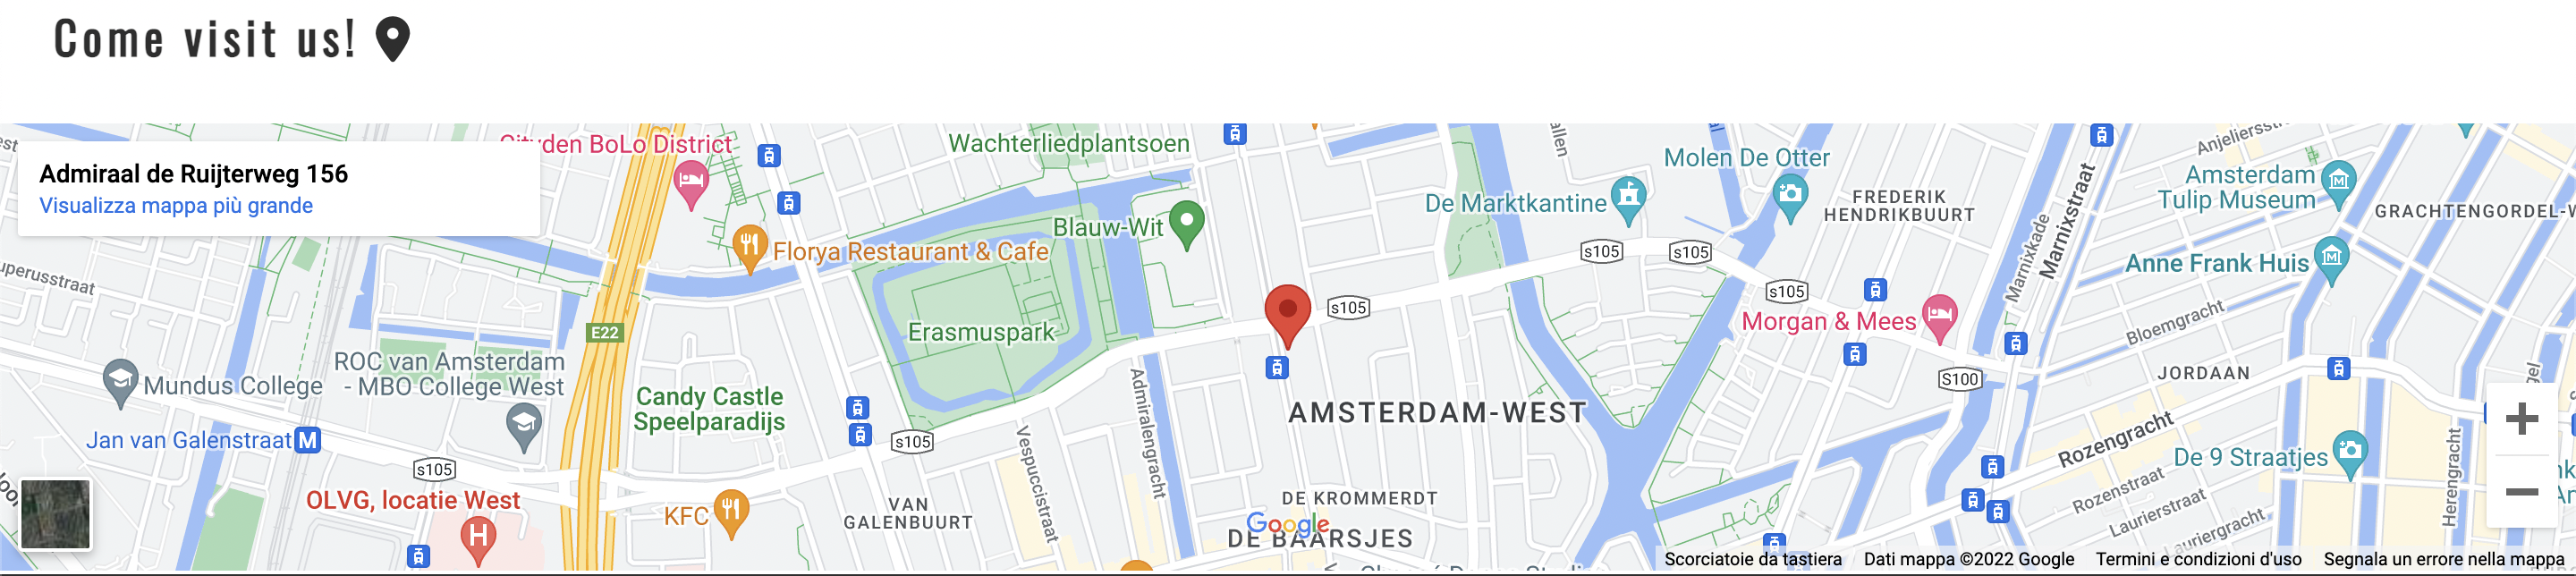 Come visit us!
Admiraal de Ruijterweg 156
Visualizza mappa più grande
Cityden BoLo District
Wachterliedplantsoen
Molen De Otter
Anjeliersstr
Amsterdam
Tulip Museum
FREDERIK
HENDRIKBUURT
De Marktkantine
GRACHTENGORDEL-W
Marnixstraat
Marnixkade
Blauw-Wit
Florya Restaurant & Cafe
s105
s105
Anne Frank Huis
uperusstraat
s105
s105
Bloemgracht
Morgan & Mees
E22
Erasmuspark
ROC van Amsterdam
- MBO College West
Mundus College
S100
JORDAAN
Candy Castle
Speelparadijs
Admiralengracht
AMSTERDAM-WEST
Jan van Galenstraat M
s105
Vespuccistraat
Rozengracht
De 9 Straatjes
Herengracht
s105
OLVG, locatie West
H
KFC
VAN
GALENBUURT
DE KROMMERDT
Rozenstraat
Laurierstraat
Lauriergracht
Google
DE BAARSJES
Scorciatoie da tastiera
Dati mappa ©2022 Google
Termini e condizioni d'uso
Segnala un errore nella mappa